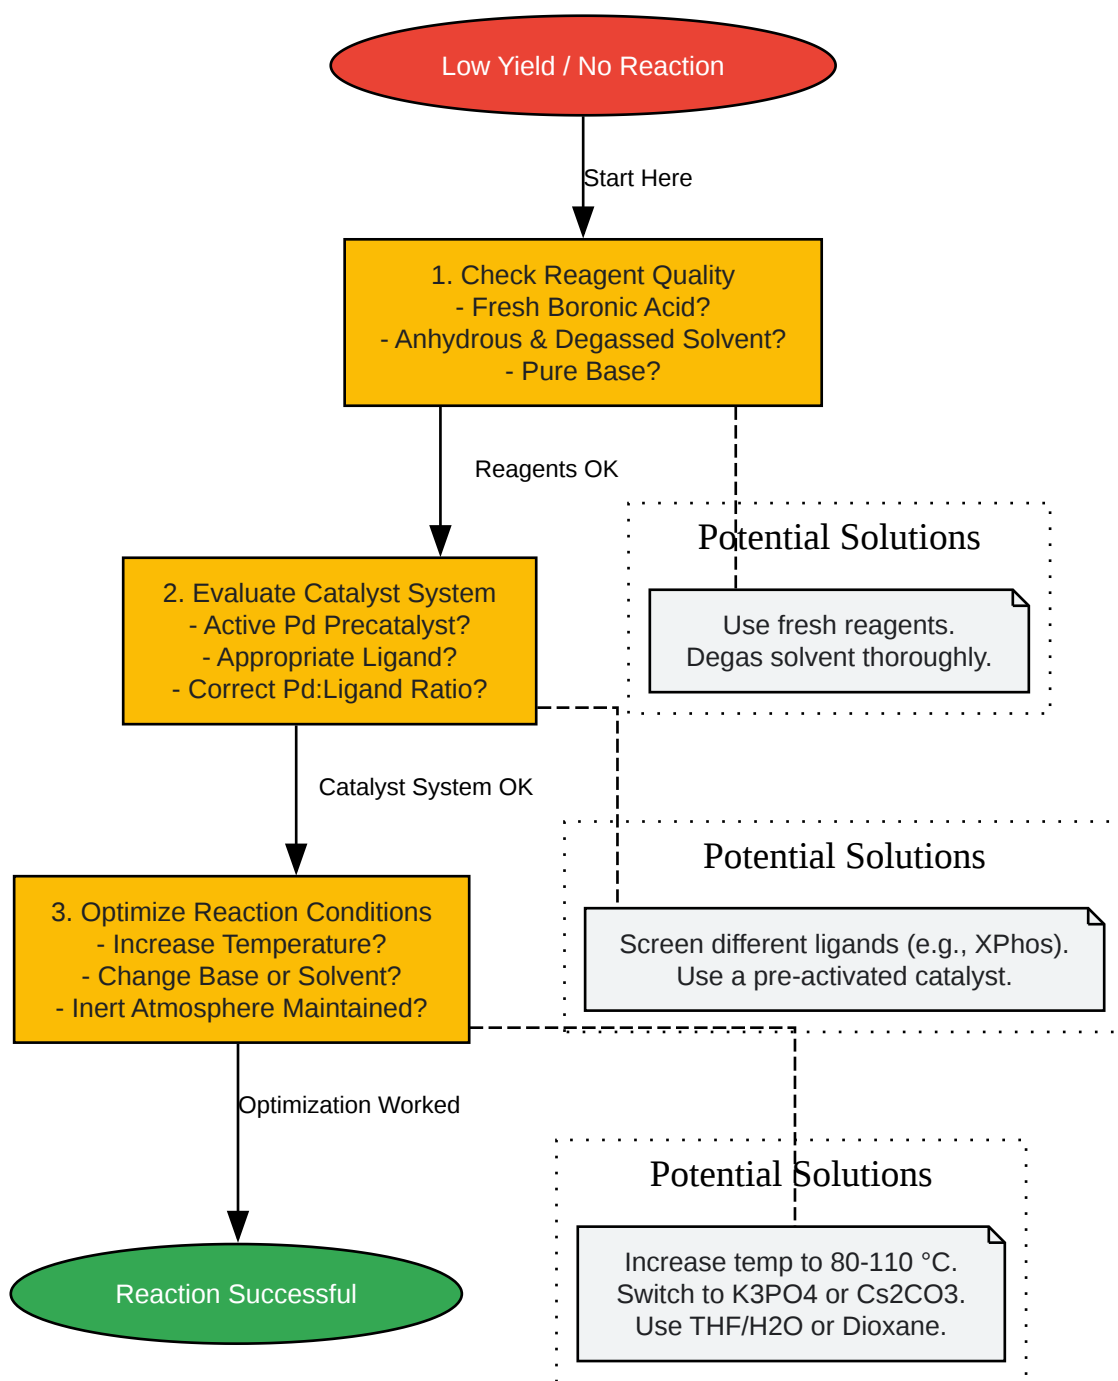 Low Yield / No Reaction
Start Here
1. Check Reagent Quality
- Fresh Boronic Acid?
- Anhydrous & Degassed Solvent?
- Pure Base?
Reagents OK
Potential Solutions
Use fresh reagents.
Degas solvent thoroughly.
2. Evaluate Catalyst System
- Active Pd Precatalyst?
- Appropriate Ligand?
- Correct Pd:Ligand Ratio?
Catalyst System OK
Potential Solutions
Screen different ligands (e.g., XPhos).
Use a pre-activated catalyst.
3. Optimize Reaction Conditions
- Increase Temperature?
- Change Base or Solvent?
- Inert Atmosphere Maintained?
Optimization Worked
Potential Solutions
Increase temp to 80-110 °C.
Switch to K3PO4 or Cs2CO3.
Use THF/H2O or Dioxane.
Reaction Successful